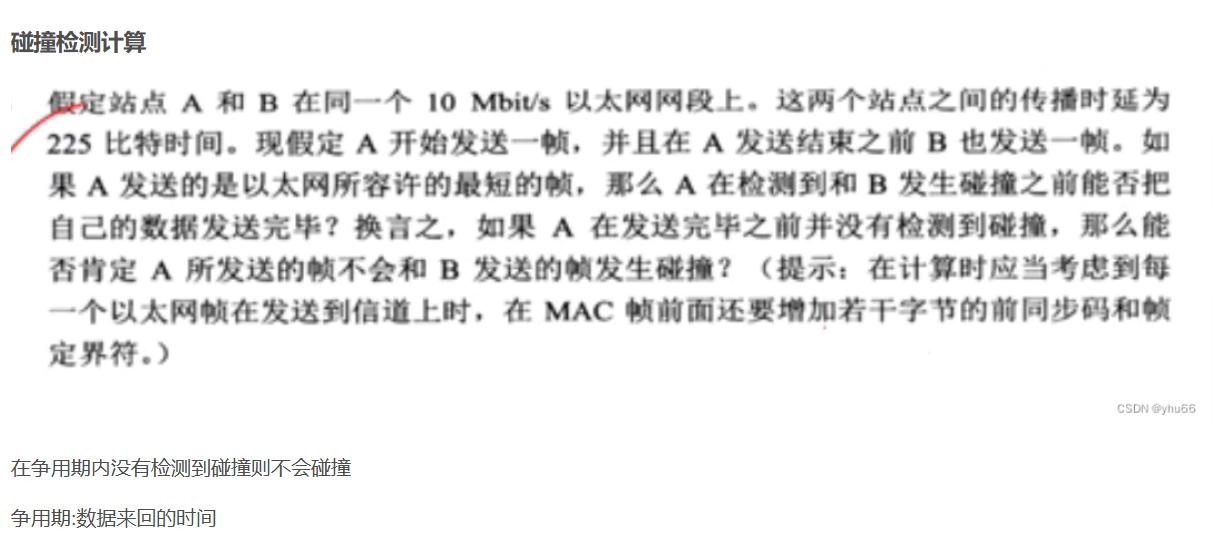 碰撞检测计算
假定站点 A 和 B 在同一个 10 Mbit/s 以太网网段上。这两个站点之间的传播时延为
225 比特时间。现假定 A 开始发送一帧，并且在 A 发送结束之前 B 也发送一帧。如
果 A 发送的是以太网所容许的最短的帧，那么 A 在检测到和 B 发生碰撞之前能否把
自己的数据发送完毕？换言之，如果 A 在发送完毕之前并没有检测到碰撞，那么能
否肯定 A 所发送的帧不会和 B 发送的帧发生碰撞？（提示：在计算时应当考虑到每
一个以太网帧在发送到信道上时，在 MAC 帧前面还要增加若干字节的前同步码和帧
定界符。）
CSDN @yhu66
在争用期内没有检测到碰撞则不会碰撞
争用期:数据来回的时间